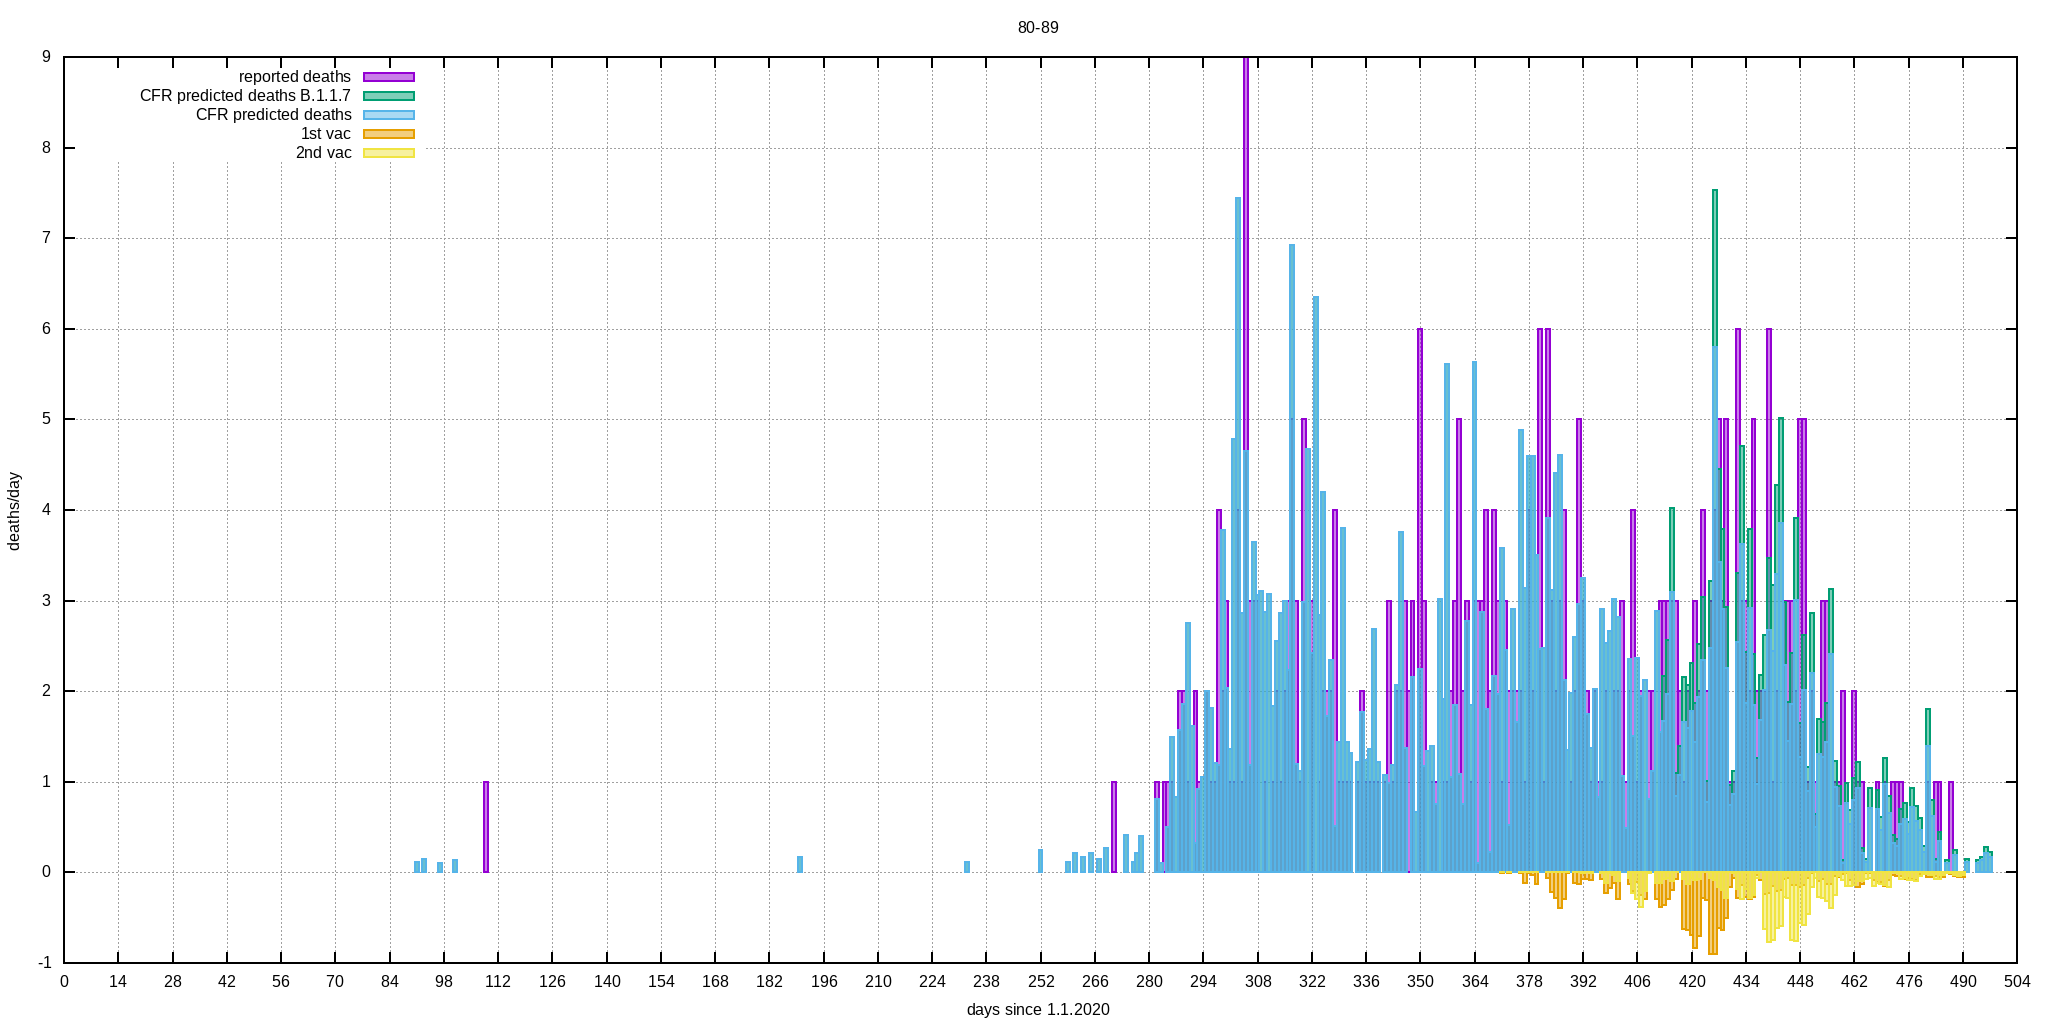 80-89
reported deaths
CFR predicted deaths B.1.1.7
CFR predicted deaths
1st vac
2nd vac
9
8
7
6
5
4
3
2
1
0
-1
deaths/day
0 14 28 42 56 70 84 98 112 126 140 154 168 182 196 210 224 238 252 266 280 294 308 322 336 350 364 378 392 406 420 434 448 462 476 490 504
days since 1.1.2020